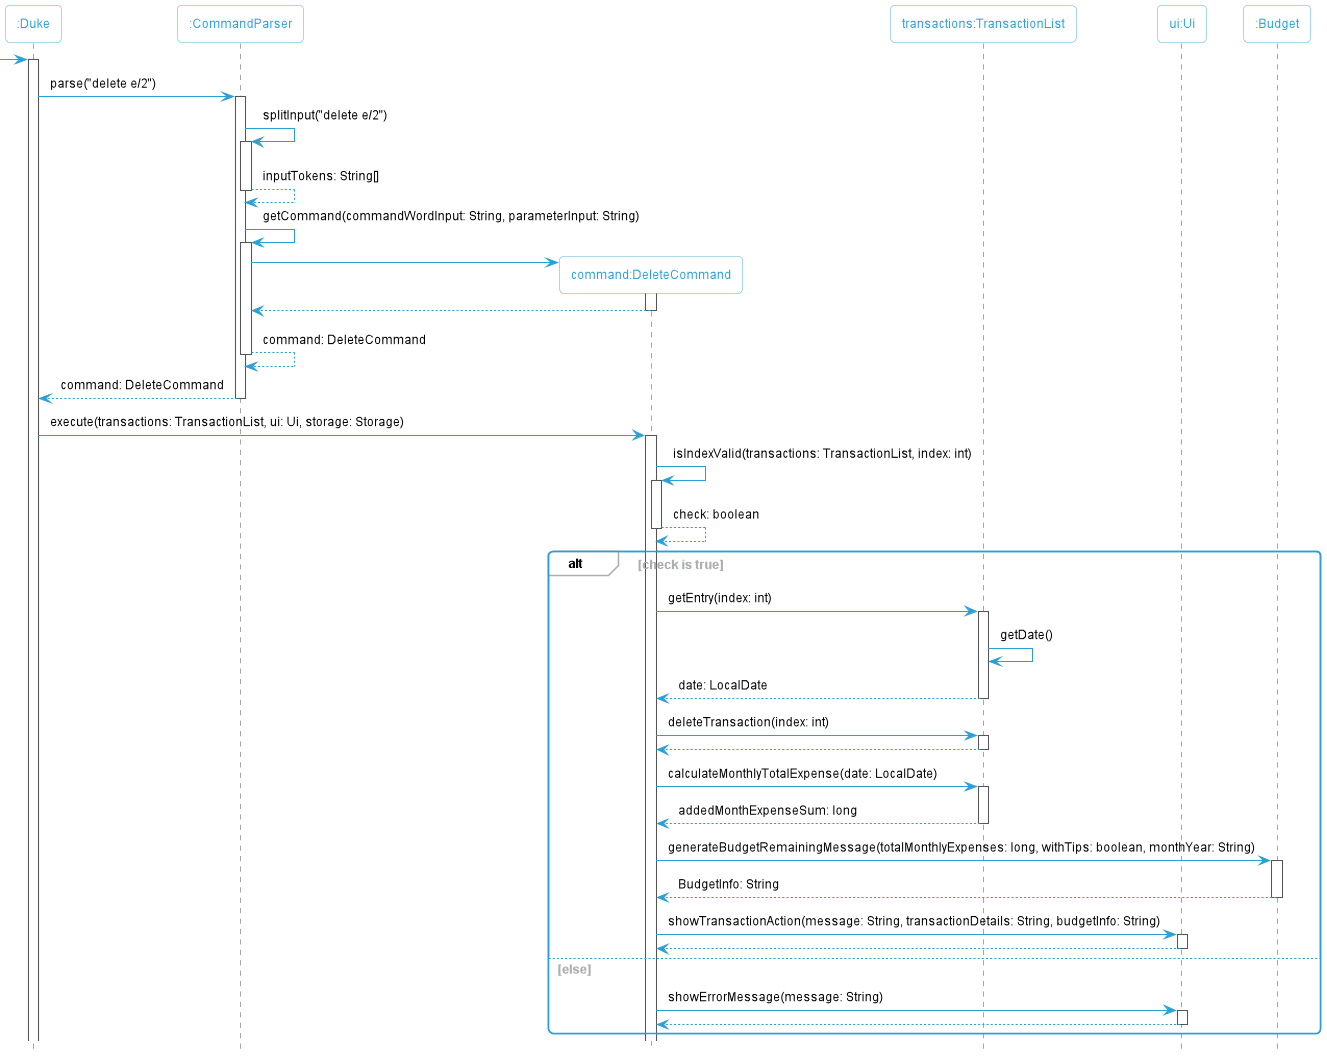 :Duke
:CommandParser
transactions:TransactionList
ui:Ui
:Budget
parse("delete e/2")
splitInput("delete e/2")
inputTokens: String[]
getCommand(commandWordInput: String, parameterInput: String)
command:DeleteCommand
command: DeleteCommand
command: DeleteCommand
execute(transactions: TransactionList, ui: Ui, storage: Storage)
isIndexValid(transactions: TransactionList, index: int)
check: boolean
alt
[check is true]
getEntry(index: int)
getDate()
date: LocalDate
deleteTransaction(index: int)
calculateMonthlyTotalExpense(date: LocalDate)
addedMonthExpenseSum: long
generateBudgetRemainingMessage(totalMonthlyExpenses: long, withTips: boolean, monthYear: String)
BudgetInfo: String
showTransactionAction(message: String, transactionDetails: String, budgetInfo: String)
[else]
showErrorMessage(message: String)